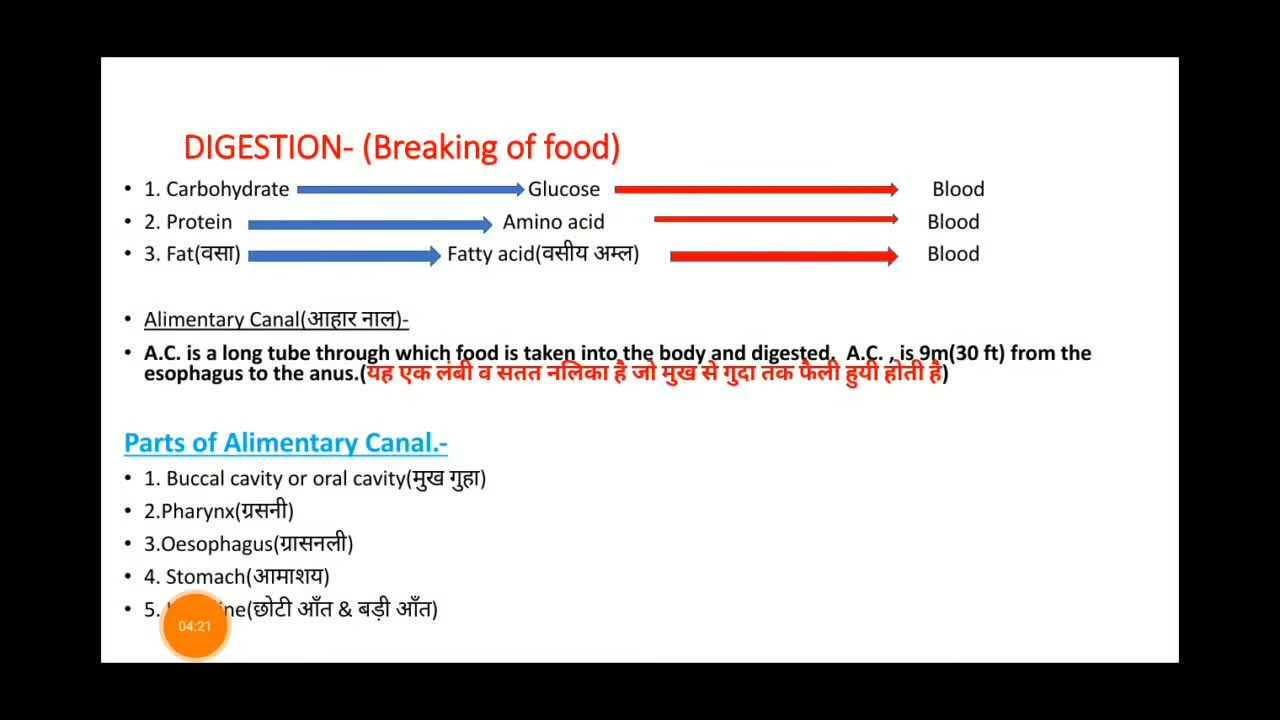 DIGESTION- (Breaking of food)
• 1. Carbohydrate Glucose Blood
• 2. Protein Amino acid Blood
• 3. Fat(वसा) Fatty acid(वसीय अम्ल) Blood
• Alimentary Canal(आहार नाल)-
• A.C. is a long tube through which food is taken into the body and digested. A.C. , is 9m(30 ft) from the
esophagus to the anus.(यह एक लंबी व सतत नलिका है जो मुख से गुदा तक फैली हुयी होती है)
Parts of Alimentary Canal.-
• 1. Buccal cavity or oral cavity(मुख गुहा)
• 2.Pharynx(ग्रसनी)
• 3.Oesophagus(ग्रासनली)
• 4. Stomach(आमाशय)
• 5. (छोटी आँत & बड़ी आँत)
04:21